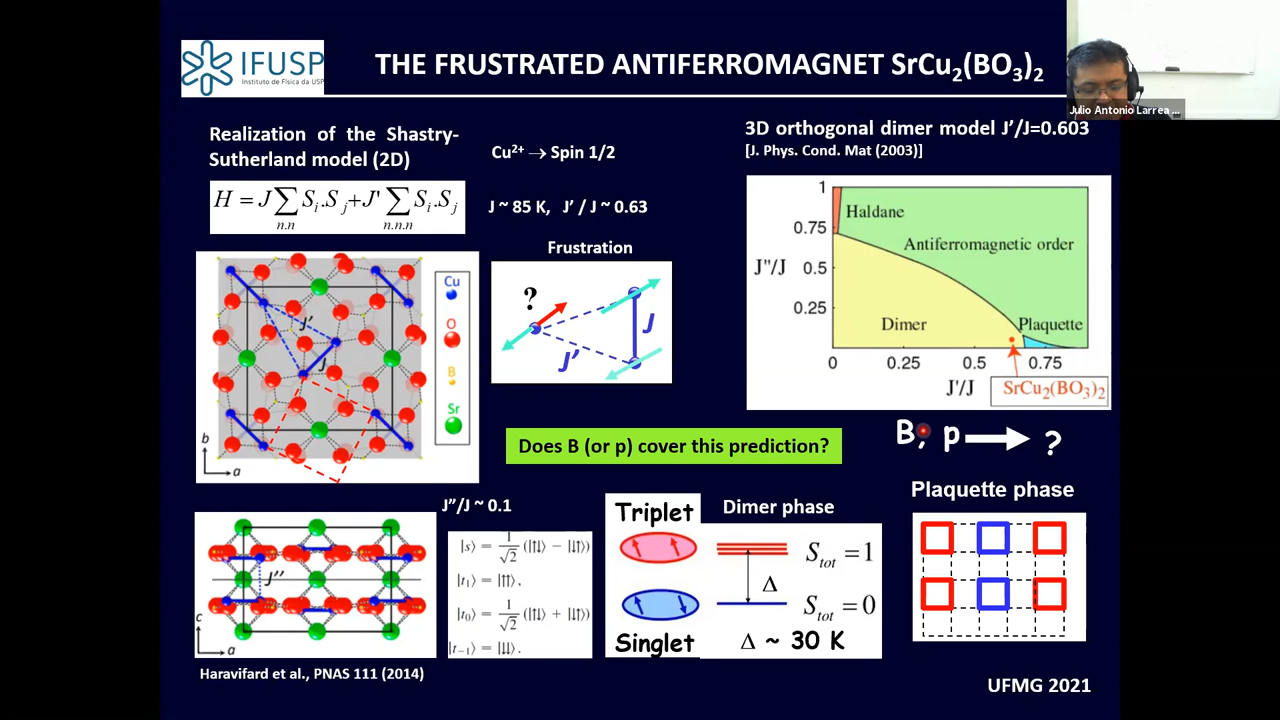 IFUSP
Instituto de Física da USP
THE FRUSTRATED ANTIFERROMAGNET SrCu₂(BO₃)₂
Julio Antonio Larrea ...
Realization of the Shastry-
Sutherland model (2D)
H = J∑Sᵢ.Sⱼ+J'∑Sᵢ.Sⱼ
n.n n.n.n
Cu²⁺ → Spin 1/2
J ~ 85 K, J' / J ~ 0.63
Frustration
?
J
J'
Cu
O
B
Sr
J'
J
b
a
3D orthogonal dimer model J'/J=0.603
[J. Phys. Cond. Mat (2003)]
1
0.75
0.5
0.25
J''/J
Haldane
Antiferromagnetic order
Dimer
Plaquette
0 0.25 0.5 0.75
J'/J
SrCu₂(BO₃)₂
B, p → ?
Does B (or p) cover this prediction?
J''/J ~ 0.1
J''
c
a
Haravifard et al., PNAS 111 (2014)
|s⟩ = 1/√2 (|↑↓⟩ − |↓↑⟩)
|t₁⟩ = |↑↑⟩,
|t₀⟩ = 1/√2 (|↑↓⟩ + |↓↑⟩)
|t₋₁⟩ = |↓↓⟩.
Triplet
Singlet
Dimer phase
S_tot = 1
Δ
S_tot = 0
Δ ~ 30 K
Plaquette phase
UFMG 2021